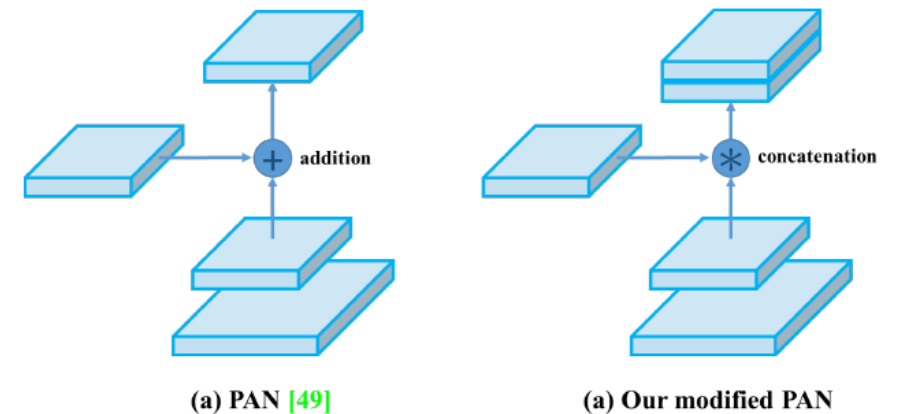 + addition
* concatenation
(a) PAN [49]
(a) Our modified PAN